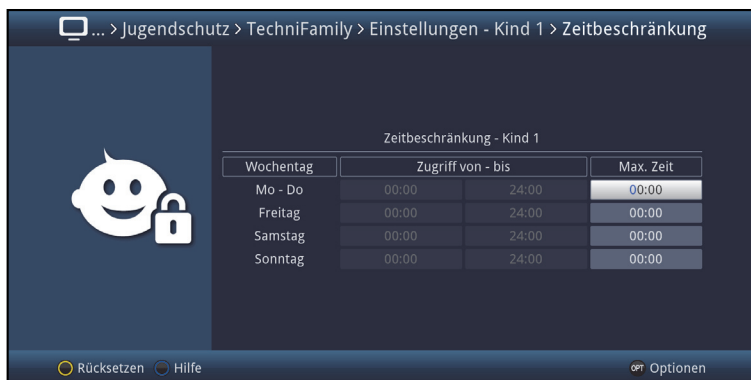 ... > Jugendschutz > TechniFamily > Einstellungen - Kind 1 > Zeitbeschränkung
Zeitbeschränkung - Kind 1
Wochentag Zugriff von - bis Max. Zeit
Mo - Do 00:00 24:00 00:00
Freitag 00:00 24:00 00:00
Samstag 00:00 24:00 00:00
Sonntag 00:00 24:00 00:00
Rücksetzen Hilfe OPT Optionen